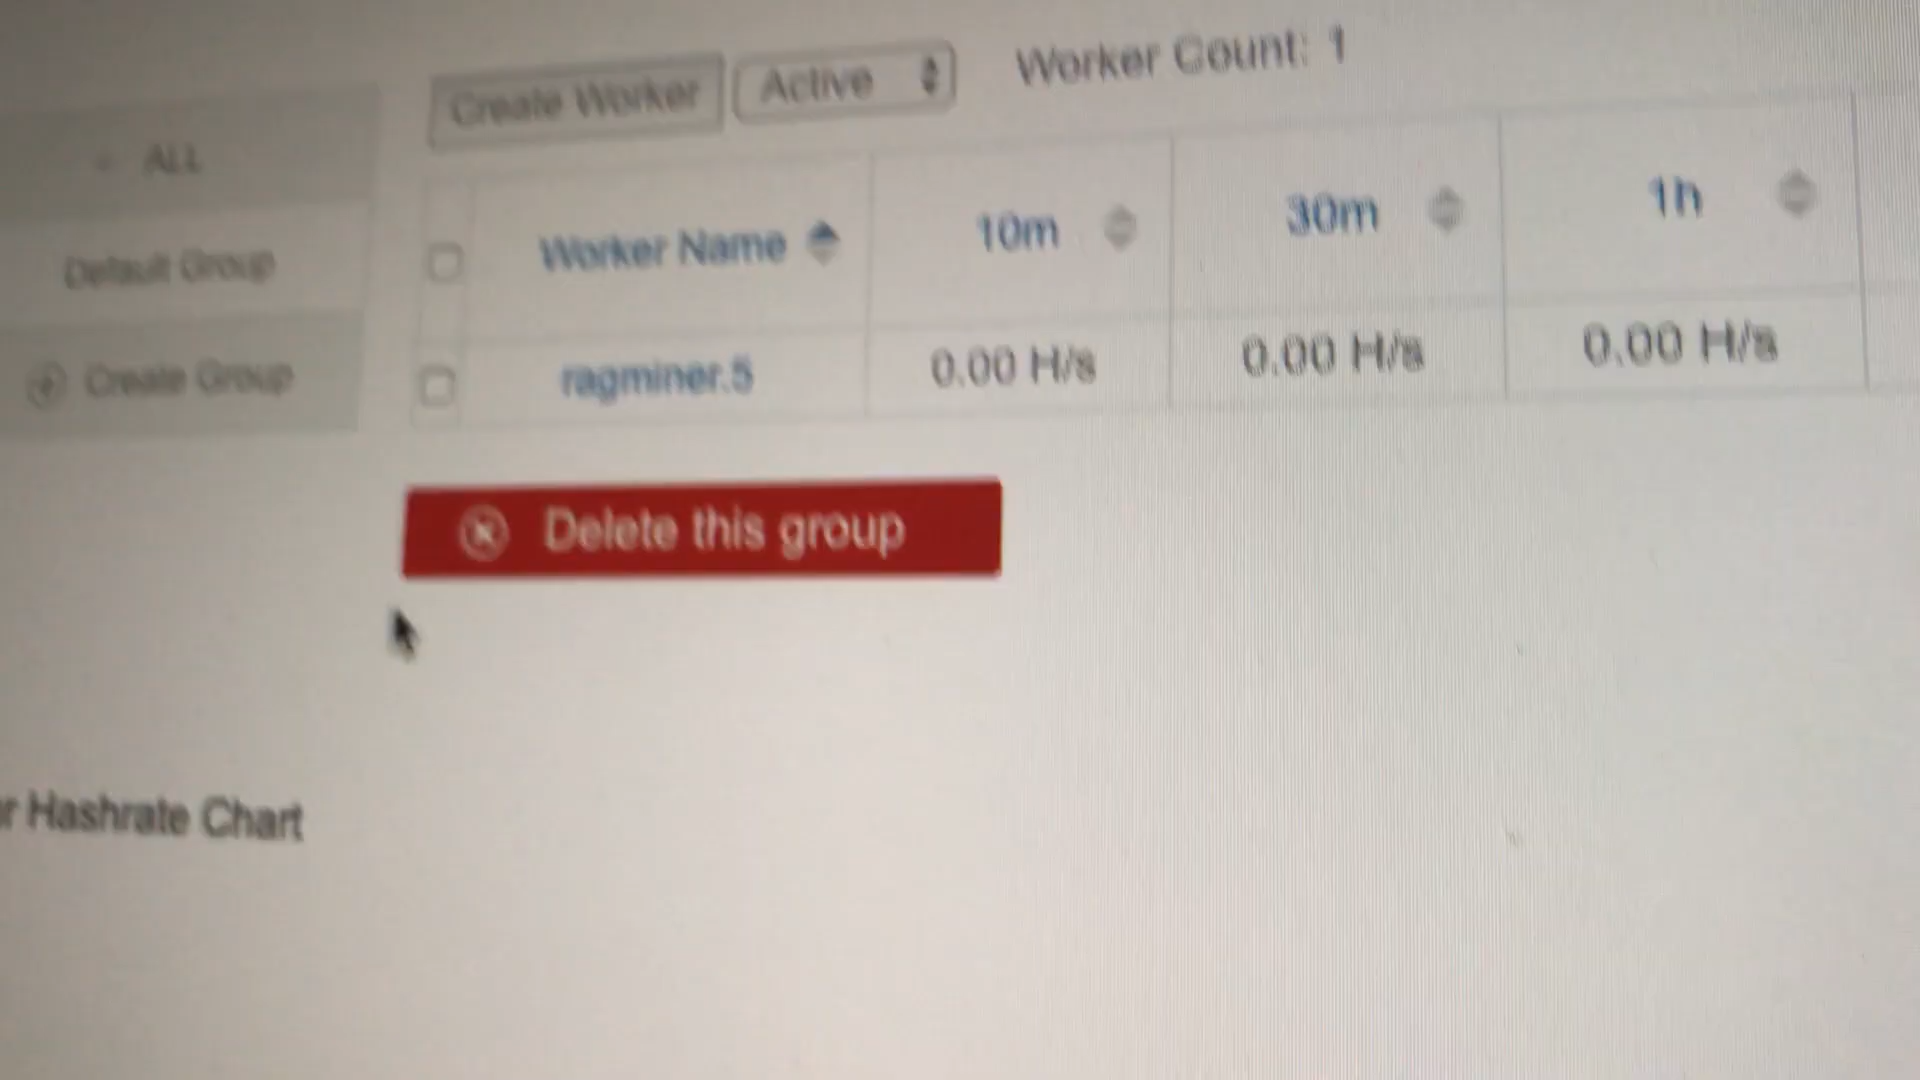 Create Worker Active Worker Count: 1
ALL
Default Group
Create Group
Worker Name 10m 30m 1h
ragminer.5 0.00 H/s 0.00 H/s 0.00 H/s
Delete this group
r Hashrate Chart